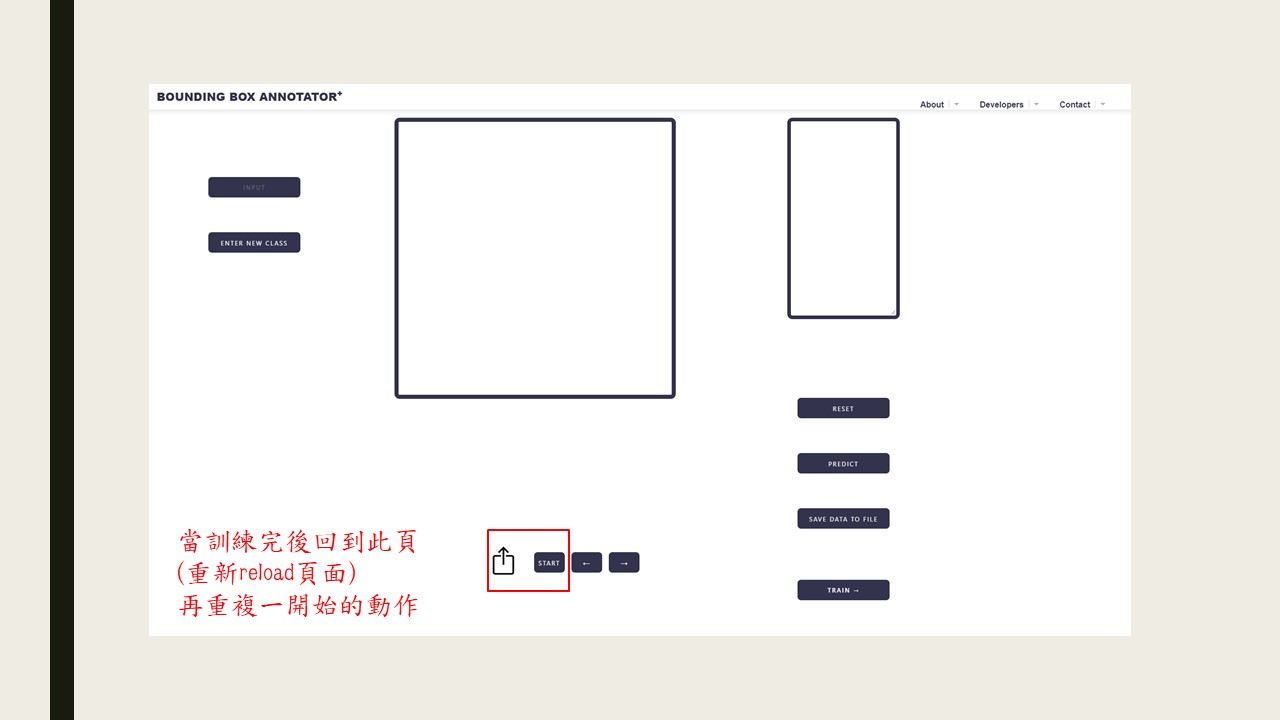 BOUNDING BOX ANNOTATOR+
About
Developers
Contact
INPUT
ENTER NEW CLASS
RESET
PREDICT
SAVE DATA TO FILE
當訓練完後回到此頁
(重新reload頁面)
再重複一開始的動作
START
←
→
TRAIN →